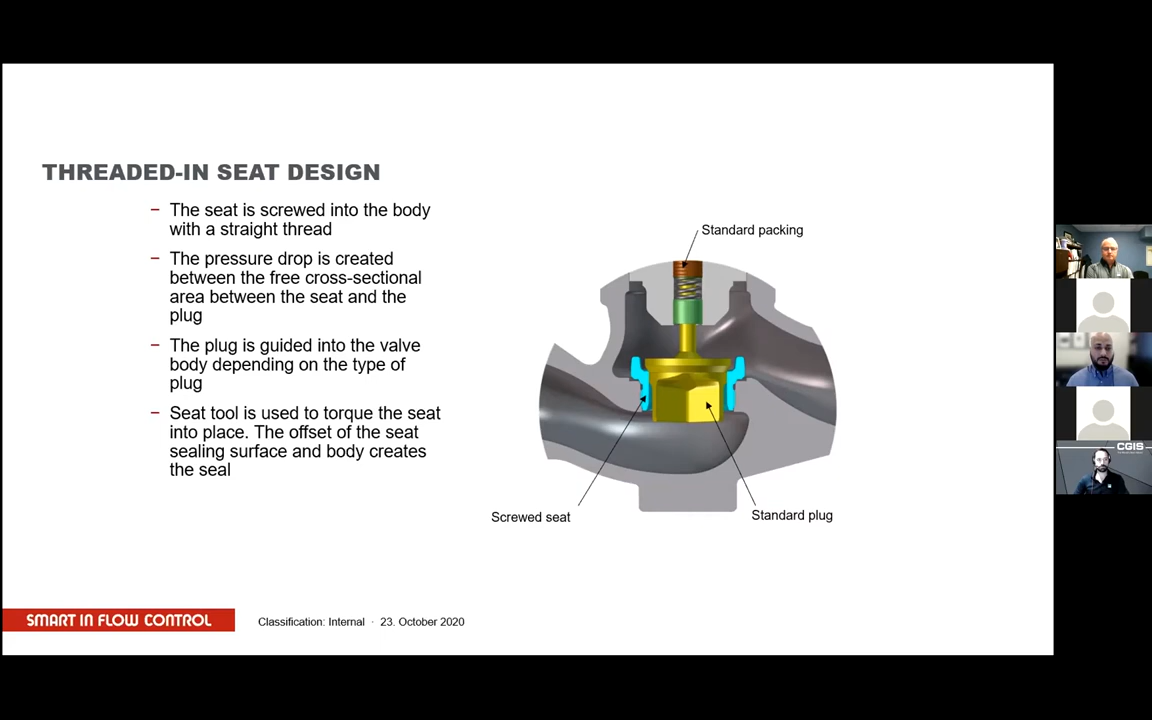 THREADED-IN SEAT DESIGN
– The seat is screwed into the body
with a straight thread
– The pressure drop is created
between the free cross-sectional
area between the seat and the
plug
– The plug is guided into the valve
body depending on the type of
plug
– Seat tool is used to torque the seat
into place. The offset of the seat
sealing surface and body creates
the seal
Standard packing
Screwed seat
Standard plug
SMART IN FLOW CONTROL
Classification: Internal · 23. October 2020
CGIS